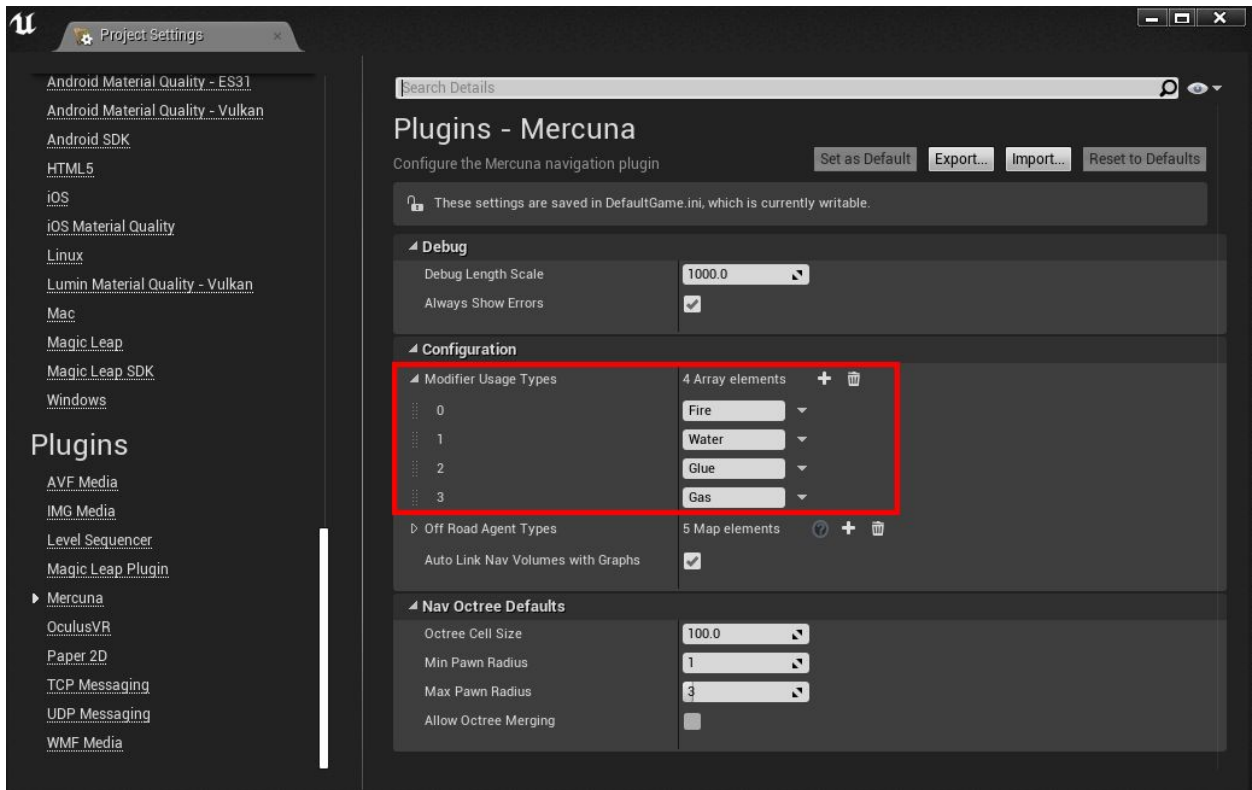 Project Settings
Android Material Quality - ES31
Android Material Quality - Vulkan
Android SDK
HTML5
iOS
iOS Material Quality
Linux
Lumin Material Quality - Vulkan
Mac
Magic Leap
Magic Leap SDK
Windows
Plugins
AVF Media
IMG Media
Level Sequencer
Magic Leap Plugin
Mercuna
OculusVR
Paper 2D
TCP Messaging
UDP Messaging
WMF Media
Search Details
Plugins - Mercuna
Configure the Mercuna navigation plugin
Set as Default Export... Import... Reset to Defaults
These settings are saved in DefaultGame.ini, which is currently writable.
Debug
Debug Length Scale 1000.0
Always Show Errors
Configuration
Modifier Usage Types 4 Array elements
0 Fire
1 Water
2 Glue
3 Gas
Off Road Agent Types 5 Map elements ?
Auto Link Nav Volumes with Graphs
Nav Octree Defaults
Octree Cell Size 100.0
Min Pawn Radius 1
Max Pawn Radius 3
Allow Octree Merging